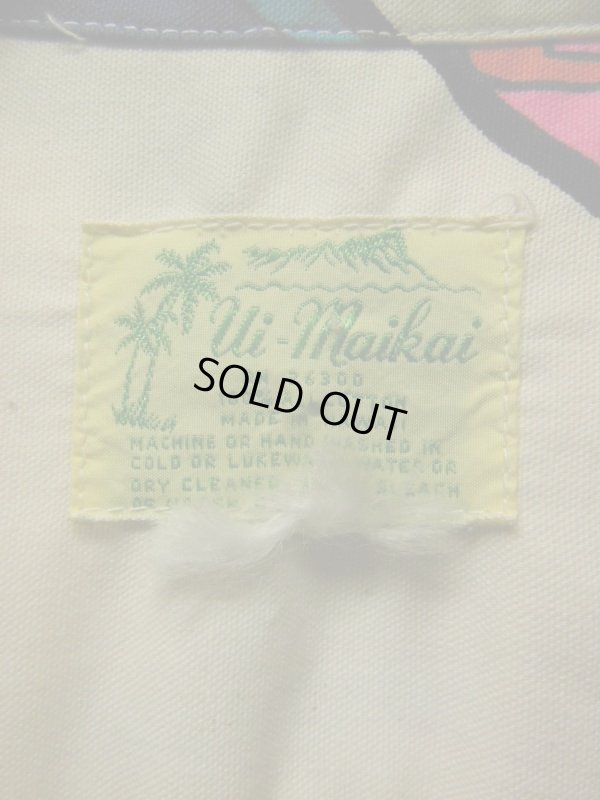 Ui-Maikai
SOLD OUT
COTTON
MADE IN
MACHINE OR HAND WASHED IN
COLD OR LUKEWA WATER OR
DRY CLEANED BLEACH